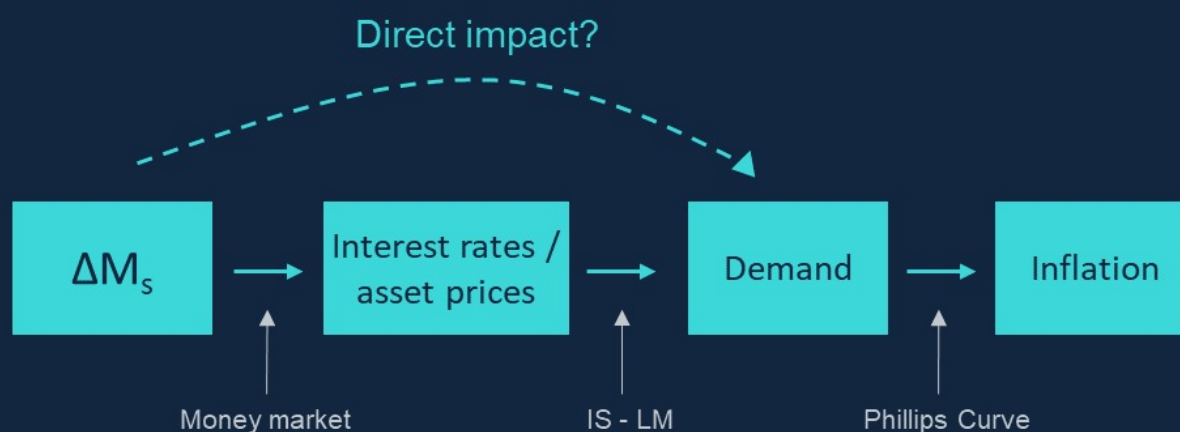 Direct impact?
ΔMₛ
Interest rates /
asset prices
Demand
Inflation
Money market
IS - LM
Phillips Curve